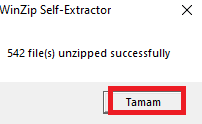 WinZip Self-Extractor
542 file(s) unzipped successfully
Tamam